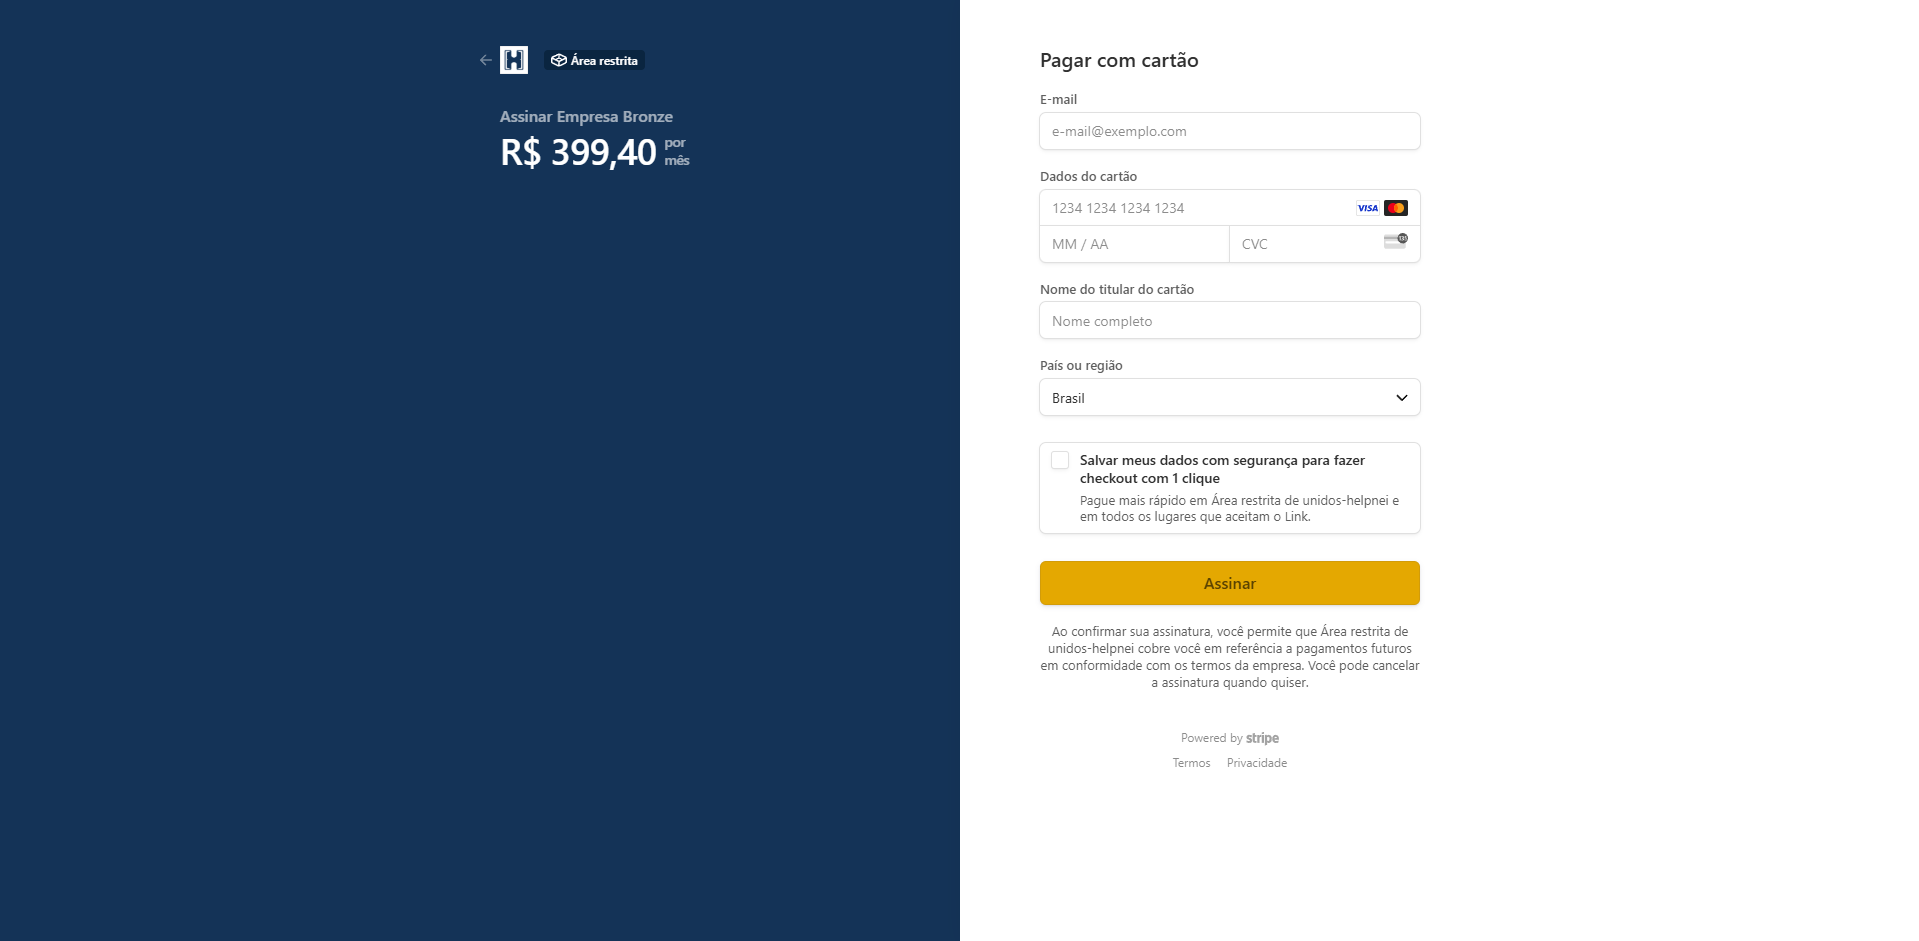 H
Área restrita
Assinar Empresa Bronze
R$ 399,40 por mês
Pagar com cartão
E-mail
e-mail@exemplo.com
Dados do cartão
1234 1234 1234 1234 VISA
MM / AA CVC
Nome do titular do cartão
Nome completo
País ou região
Brasil
Salvar meus dados com segurança para fazer
checkout com 1 clique
Pague mais rápido em Área restrita de unidos-helpnei e
em todos os lugares que aceitam o Link.
Assinar
Ao confirmar sua assinatura, você permite que Área restrita de
unidos-helpnei cobre você em referência a pagamentos futuros
em conformidade com os termos da empresa. Você pode cancelar
a assinatura quando quiser.
Powered by stripe
Termos Privacidade